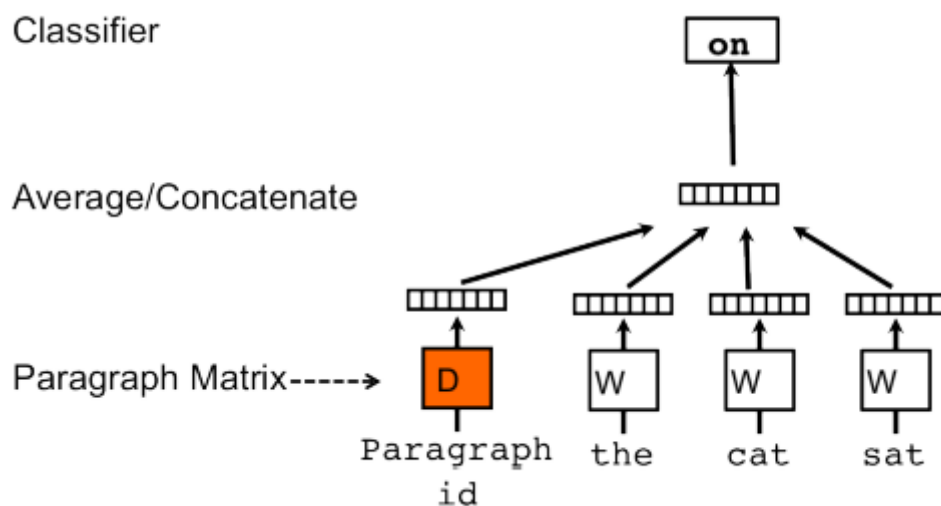 Classifier
on
Average/Concatenate
Paragraph Matrix
D
W
W
W
Paragraph
id
the
cat
sat